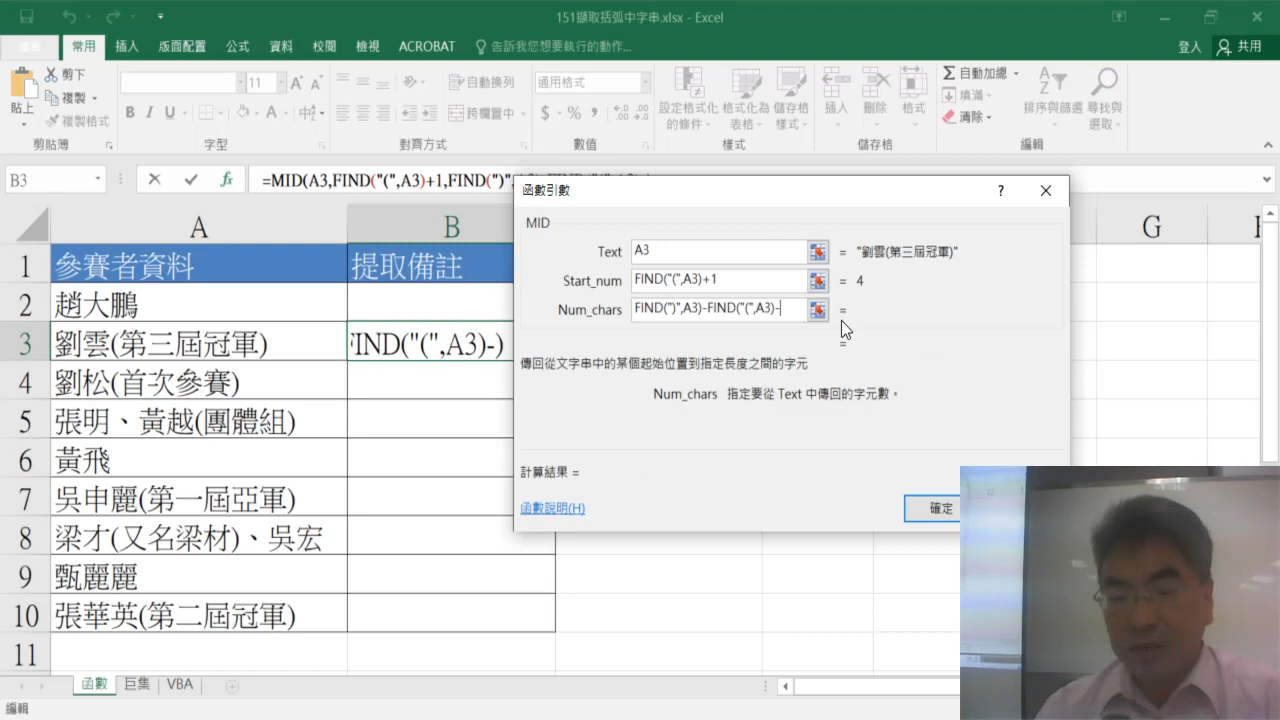 151擷取括弧中字串.xlsx - Excel
常用 插入 版面配置 公式 資料 校閱 檢視 ACROBAT 告訴我您想要執行的動作... 登入 共用
剪下
複製
複製格式
貼上
剪貼簿
11
字型
自動換列
跨欄置中
對齊方式
通用格式
數值
設定格式化的條件
格式化為表格
儲存格樣式
樣式
插入 刪除 格式
儲存格
自動加總
填滿
清除
排序與篩選
尋找與選取
編輯
B3
=MID(A3,FIND("(",A3)+1,FIND(")",
A B G
1 參賽者資料 提取備註
2 趙大鵬
3 劉雲(第三屆冠軍) FIND("(",A3)-)
4 劉松(首次參賽)
5 張明、黃越(團體組)
6 黃飛
7 吳申麗(第一屆亞軍)
8 梁才(又名梁材)、吳宏
9 甄麗麗
10 張華英(第二屆冠軍)
11
函數引數
MID
Text A3 = "劉雲(第三屆冠軍)"
Start_num FIND("(",A3)+1 = 4
Num_chars FIND(")",A3)-FIND("(",A3)- =
=
傳回從文字串中的某個起始位置到指定長度之間的字元
Num_chars 指定要從 Text 中傳回的字元數。
計算結果 =
函數說明(H)
確定
函數 巨集 VBA
編輯